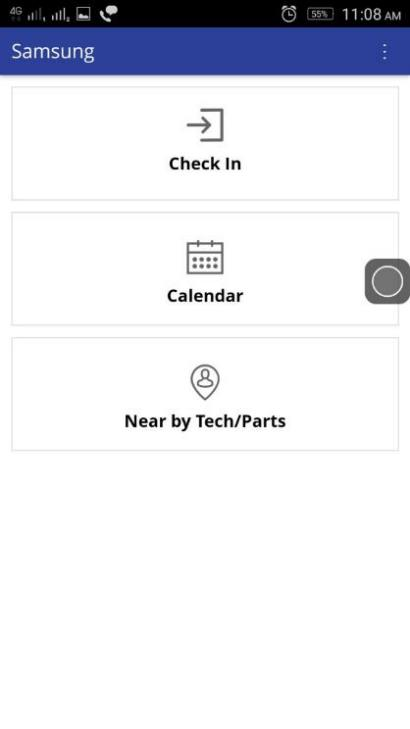 4G 55% 11:08 AM
Samsung
Check In
Calendar
Near by Tech/Parts